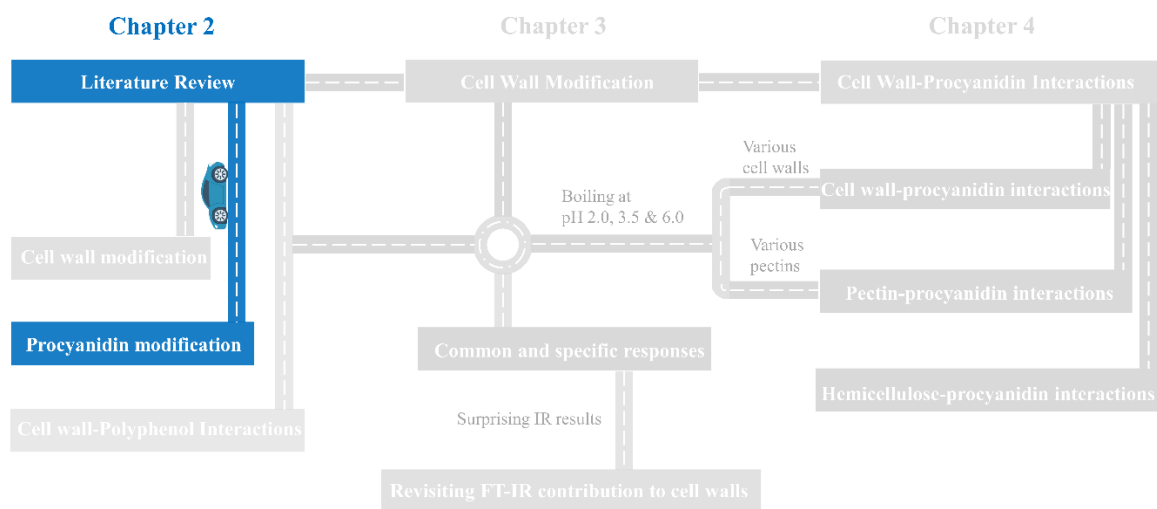 Chapter 2
Chapter 3
Chapter 4
Literature Review
Cell Wall Modification
Cell Wall-Procyanidin Interactions
Various
cell walls
Boiling at
pH 2.0, 3.5 & 6.0
Cell wall-procyanidin interactions
Cell wall modification
Various
pectins
Pectin-procyanidin interactions
Procyanidin modification
Common and specific responses
Hemicellulose-procyanidin interactions
Cell wall-Polyphenol Interactions
Surprising IR results
Revisiting FT-IR contribution to cell walls